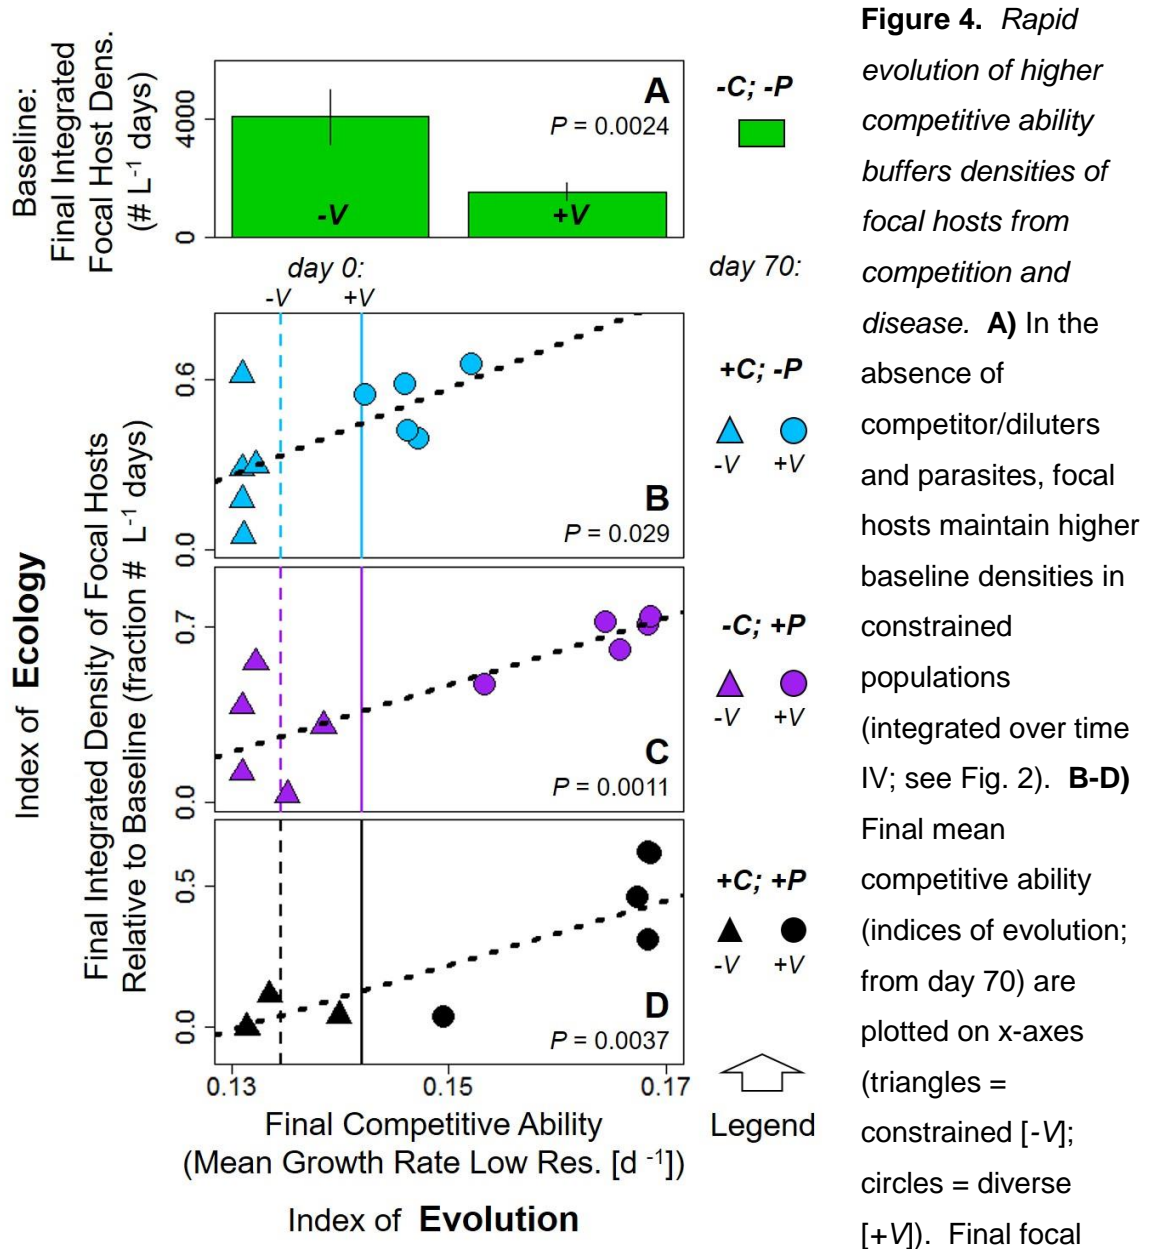 Baseline:
Final Integrated
Focal Host Dens.
(# L-1 days)
4000
0
A
P = 0.0024
-V
+V
-C; -P
day 0:
-V
+V
day 70:
Index of Ecology
Final Integrated Density of Focal Hosts
Relative to Baseline (fraction # L-1 days)
0.6
0.0
B
P = 0.029
+C; -P
-V
+V
0.7
0.0
C
P = 0.0011
-C; +P
-V
+V
0.5
0.0
D
P = 0.0037
+C; +P
-V
+V
0.13
0.15
0.17
Final Competitive Ability
(Mean Growth Rate Low Res. [d -1])
Index of Evolution
Legend
Figure 4. Rapid
evolution of higher
competitive ability
buffers densities of
focal hosts from
competition and
disease. A) In the
absence of
competitor/diluters
and parasites, focal
hosts maintain higher
baseline densities in
constrained
populations
(integrated over time
IV; see Fig. 2). B-D)
Final mean
competitive ability
(indices of evolution;
from day 70) are
plotted on x-axes
(triangles =
constrained [-V];
circles = diverse
[+V]). Final focal